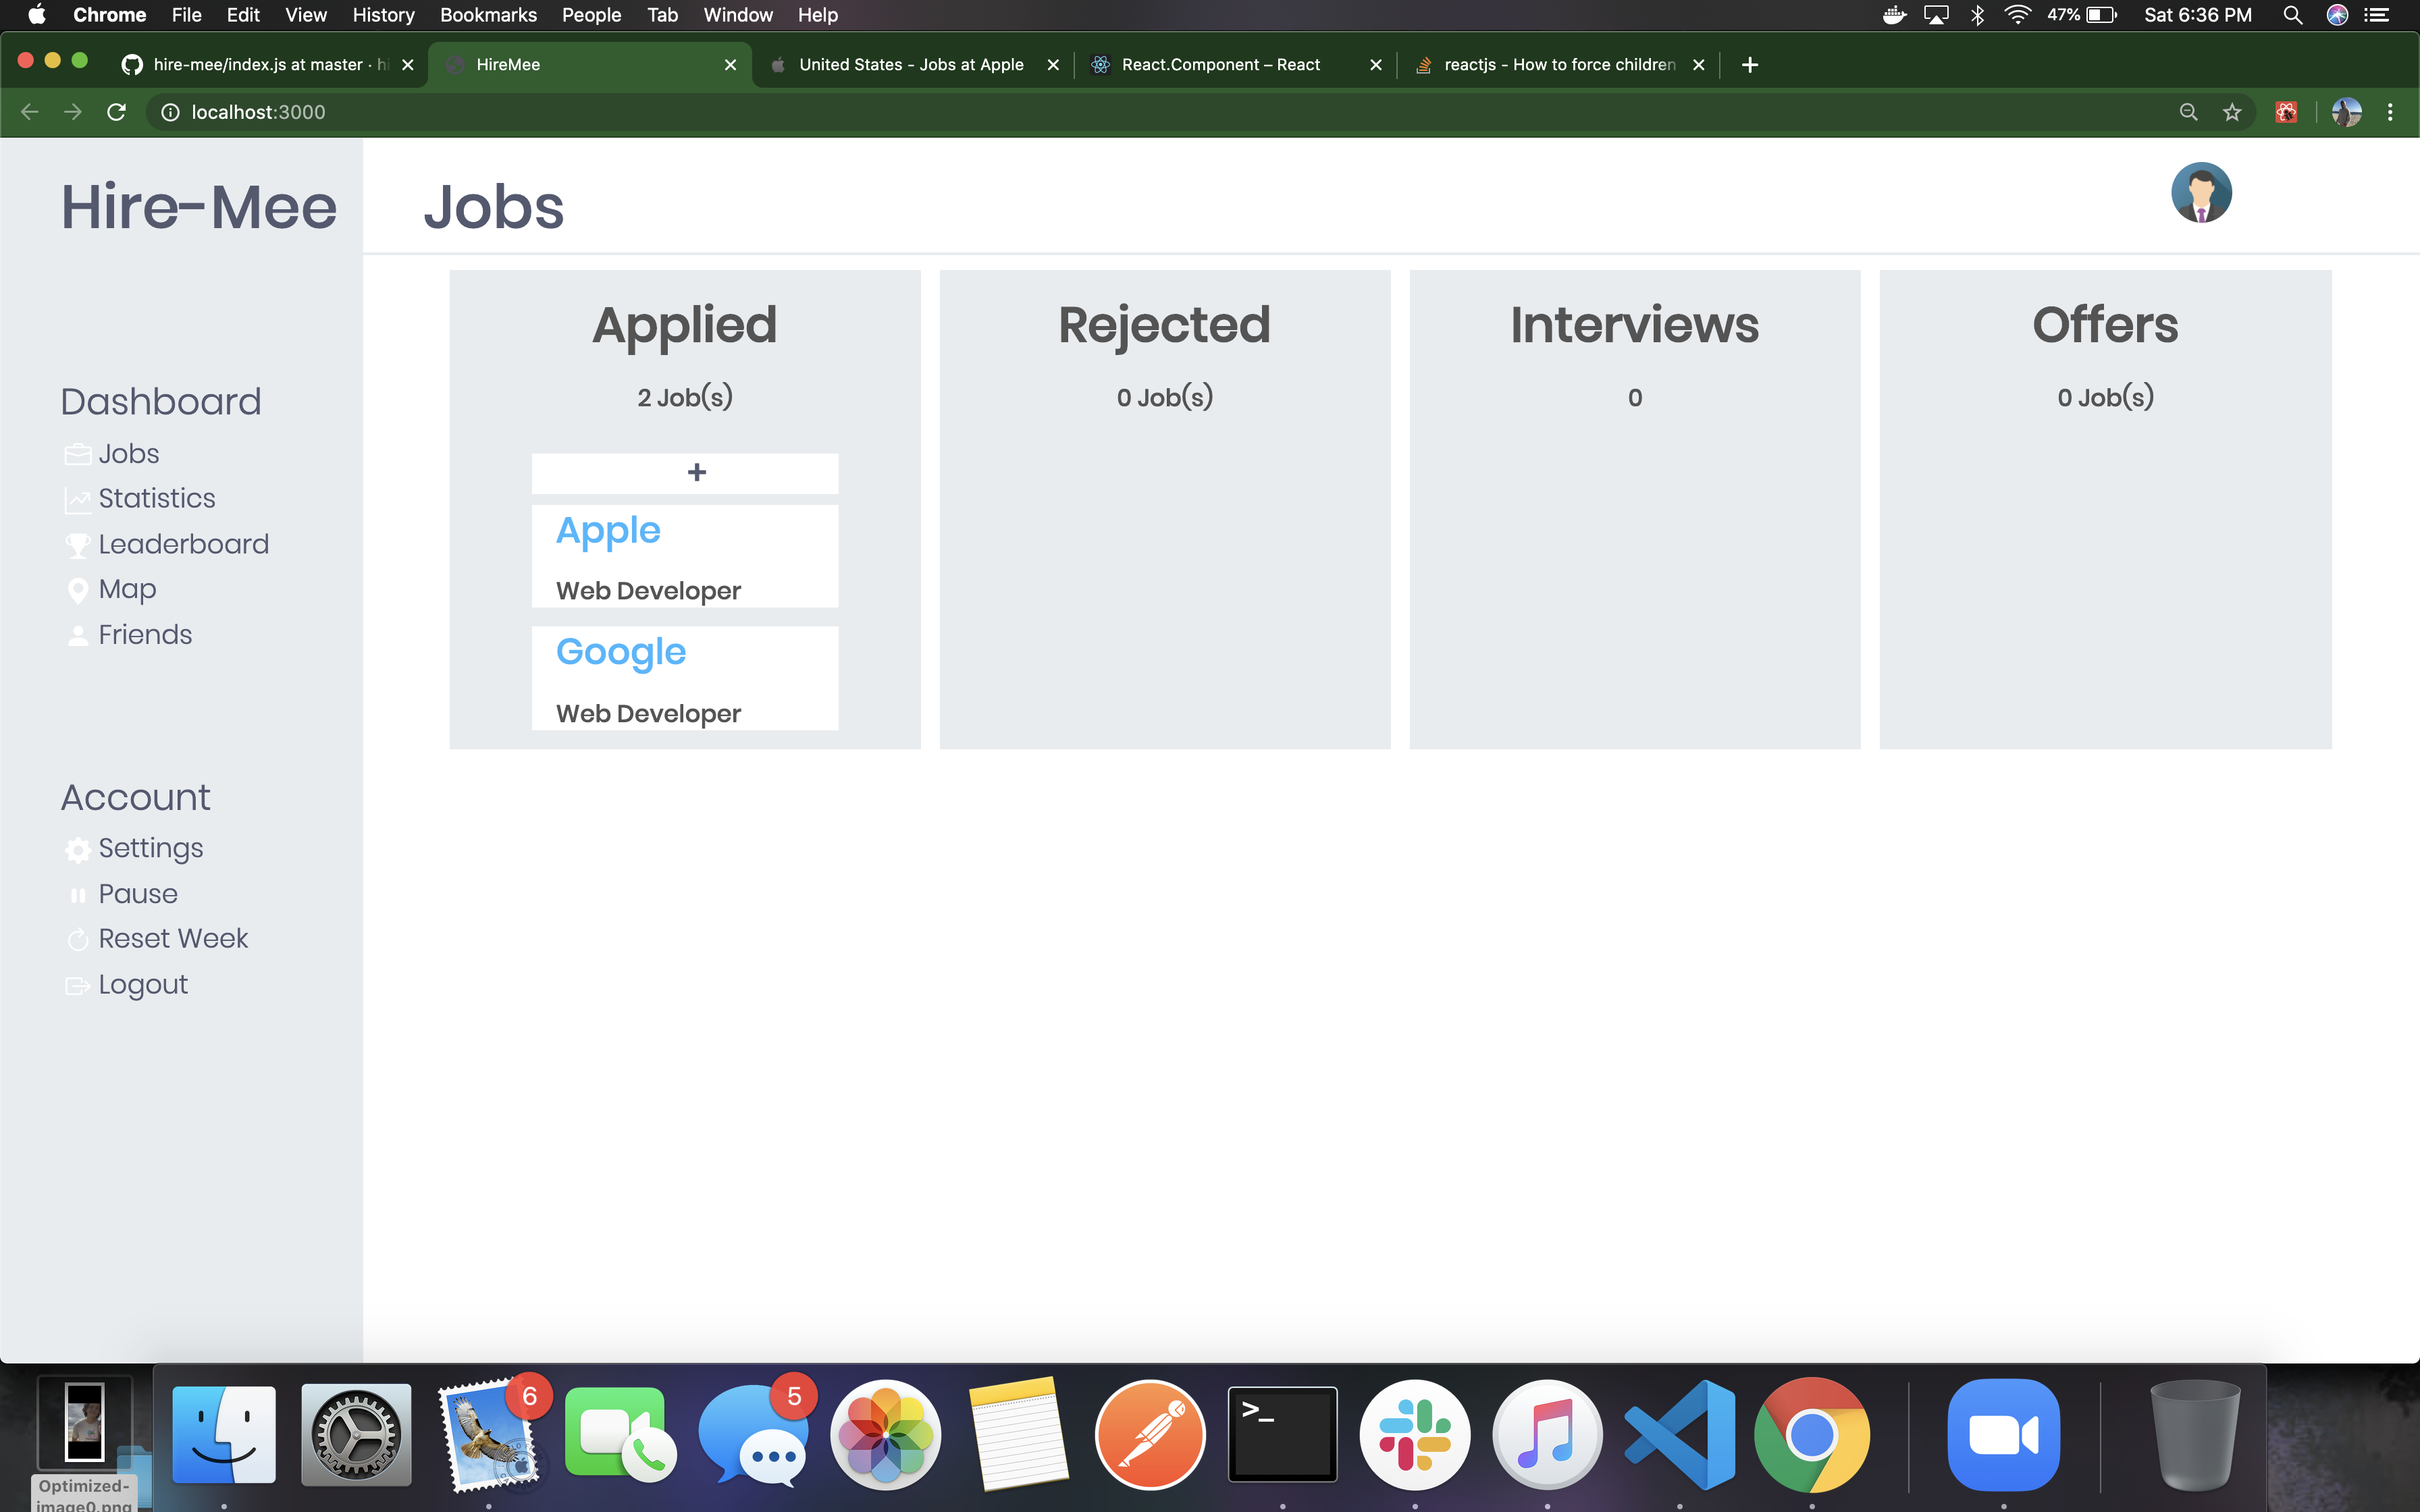 Chrome File Edit View History Bookmarks People Tab Window Help 47% Sat 6:36 PM
hire-mee/index.js at master · hi HireMee United States - Jobs at Apple React.Component – React reactjs - How to force children
localhost:3000
Hire-Mee
Jobs
Dashboard
Jobs
Statistics
Leaderboard
Map
Friends
Account
Settings
Pause
Reset Week
Logout
Applied
2 Job(s)
+
Apple
Web Developer
Google
Web Developer
Rejected
0 Job(s)
Interviews
0
Offers
0 Job(s)
6
5
>_
Optimized-
image0.png